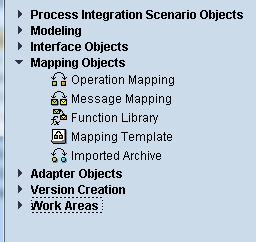 Process Integration Scenario Objects
Modeling
Interface Objects
Mapping Objects
Operation Mapping
Message Mapping
Function Library
Mapping Template
Imported Archive
Adapter Objects
Version Creation
Work Areas